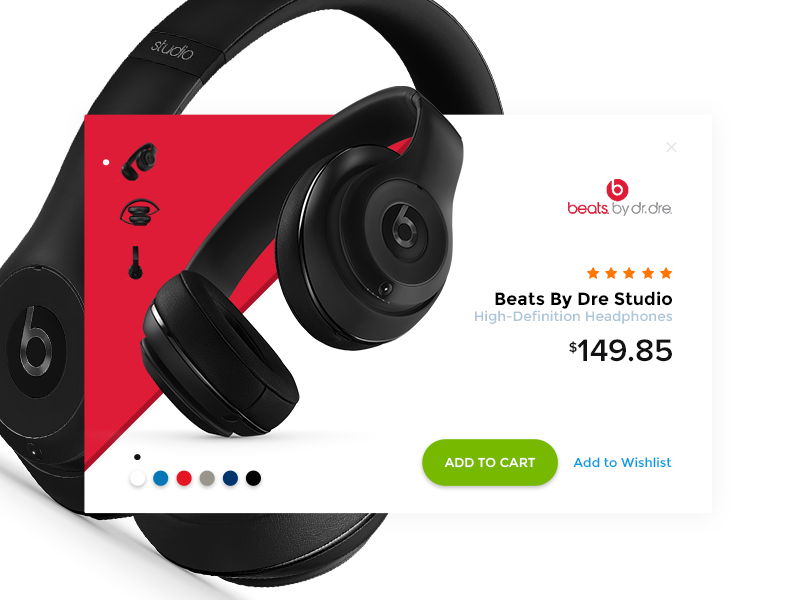 studio
beats by dr. dre.
Beats By Dre Studio
High-Definition Headphones
$149.85
ADD TO CART
Add to Wishlist